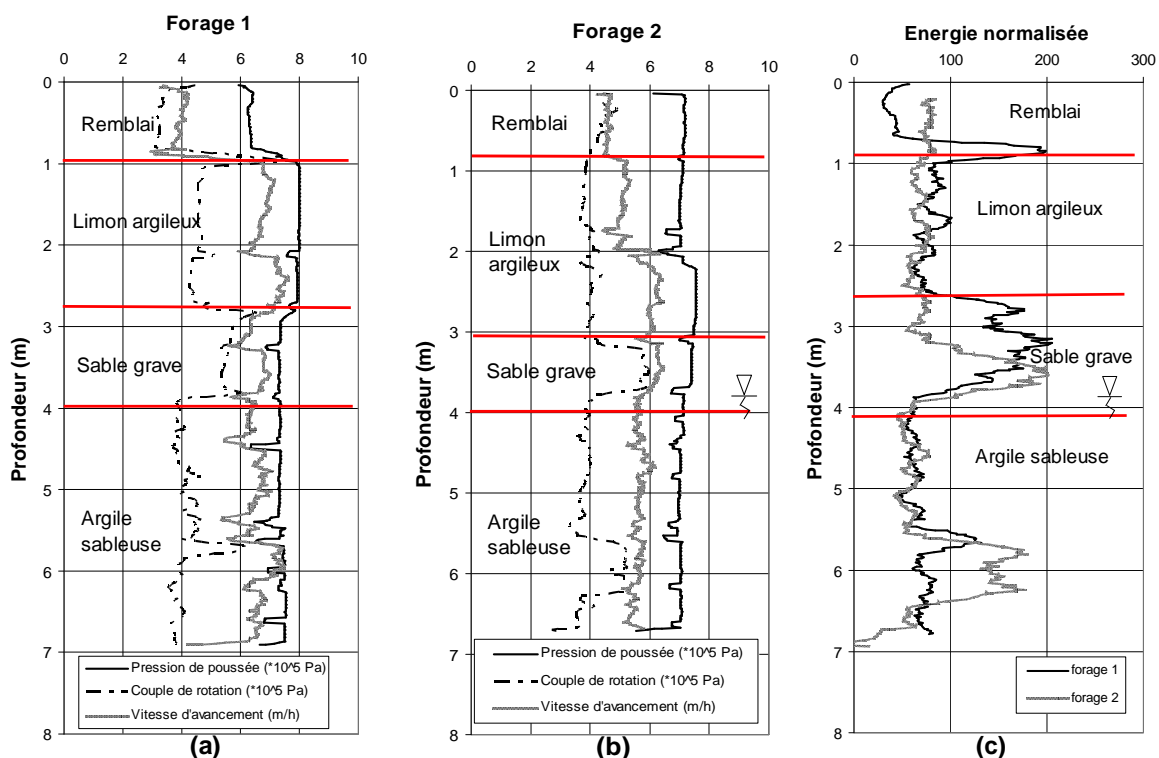 Forage 1
0 2 4 6 8 10
0
1
2
3
4
5
6
7
8
Profondeur (m)
Remblai
Limon argileux
Sable grave
Argile
sableuse
Pression de poussée (*10^5 Pa)
Couple de rotation (*10^5 Pa)
Vitesse d'avancement (m/h)
(a)
Forage 2
0 2 4 6 8 10
0
1
2
3
4
5
6
7
8
Profondeur (m)
Remblai
Limon
argileux
Sable grave
Argile
sableuse
Pression de poussée (*10^5 Pa)
Couple de rotation (*10^5 Pa)
Vitesse d'avancement (m/h)
(b)
Energie normalisée
0 100 200 300
0
1
2
3
4
5
6
7
8
Profondeur (m)
Remblai
Limon argileux
Sable grave
Argile sableuse
forage 1
forage 2
(c)